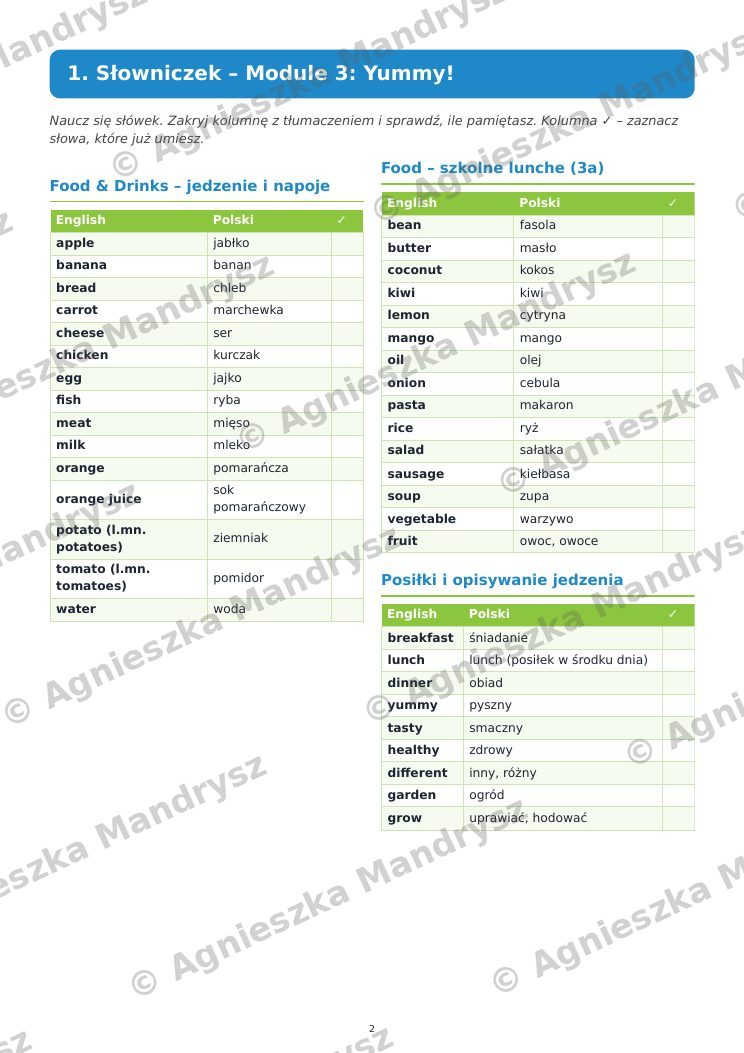 1. Słowniczek – Module 3: Yummy!
Naucz się słówek. Zakryj kolumnę z tłumaczeniem i sprawdź, ile pamiętasz. Kolumna ✓ – zaznacz
słowa, które już umiesz.
Food & Drinks – jedzenie i napoje
English Polski ✓
apple jabłko
banana banan
bread chleb
carrot marchewka
cheese ser
chicken kurczak
egg jajko
fish ryba
meat mięso
milk mleko
orange pomarańcza
orange juice sok
pomarańczowy
potato (l.mn.
potatoes) ziemniak
tomato (l.mn.
tomatoes) pomidor
water woda
Food – szkolne lunche (3a)
English Polski ✓
bean fasola
butter masło
coconut kokos
kiwi kiwi
lemon cytryna
mango mango
oil olej
onion cebula
pasta makaron
rice ryż
salad sałatka
sausage kiełbasa
soup zupa
vegetable warzywo
fruit owoc, owoce
Posiłki i opisywanie jedzenia
English Polski ✓
breakfast śniadanie
lunch lunch (posiłek w środku dnia)
dinner obiad
yummy pyszny
tasty smaczny
healthy zdrowy
different inny, różny
garden ogród
grow uprawiać, hodować
© Agnieszka Mandrysz
2